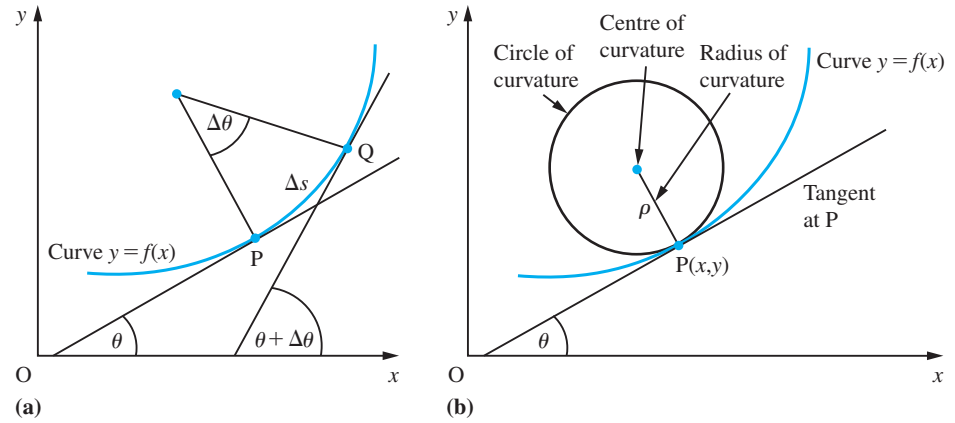 y
Δθ
Q
Δs
Curve y = f(x)
P
θ
θ + Δθ
O
x
(a)
y
Centre of
curvature
Circle of
curvature
Radius of
curvature
Curve y = f(x)
ρ
Tangent
at P
P(x,y)
θ
O
x
(b)